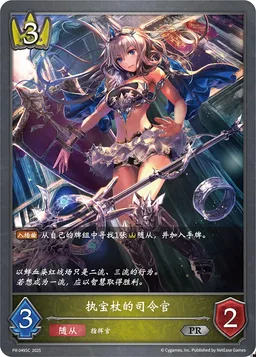 3
入场曲 从自己的牌组中寻找1张 山随从,并加入手牌。
以鲜血染红战场只是二流、三流的行为。
若想成为一流,应以智慧取得胜利。
执宝杖的司令官
3
随从
指挥官
PR
2
PR-049SC 2025
© Cygames, Inc. Published by NetEase Games